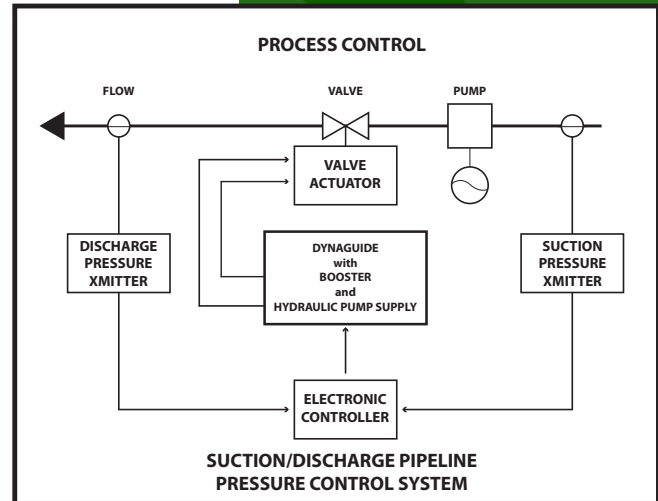 PROCESS CONTROL
FLOW
VALVE
PUMP
VALVE
ACTUATOR
DISCHARGE
PRESSURE
XMITTER
DYNAGUIDE
with
BOOSTER
and
HYDRAULIC PUMP SUPPLY
SUCTION
PRESSURE
XMITTER
ELECTRONIC
CONTROLLER
SUCTION/DISCHARGE PIPELINE
PRESSURE CONTROL SYSTEM